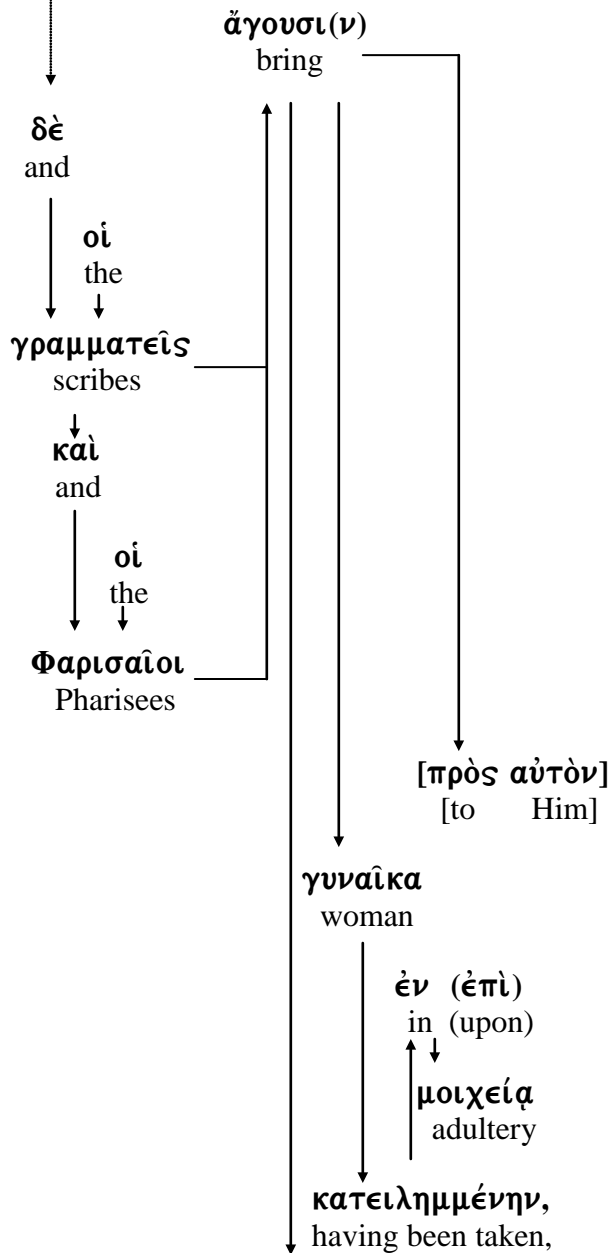 ἄγουσι(ν)
bring
δὲ
and
οἱ
the
γραμματεῖς
scribes
καὶ
and
οἱ
the
Φαρισαῖοι
Pharisees
[πρὸς αὐτὸν]
[to Him]
γυναῖκα
woman
ἐν (ἐπὶ)
in (upon)
μοιχείᾳ
adultery
κατειλημμένην,
having been taken,